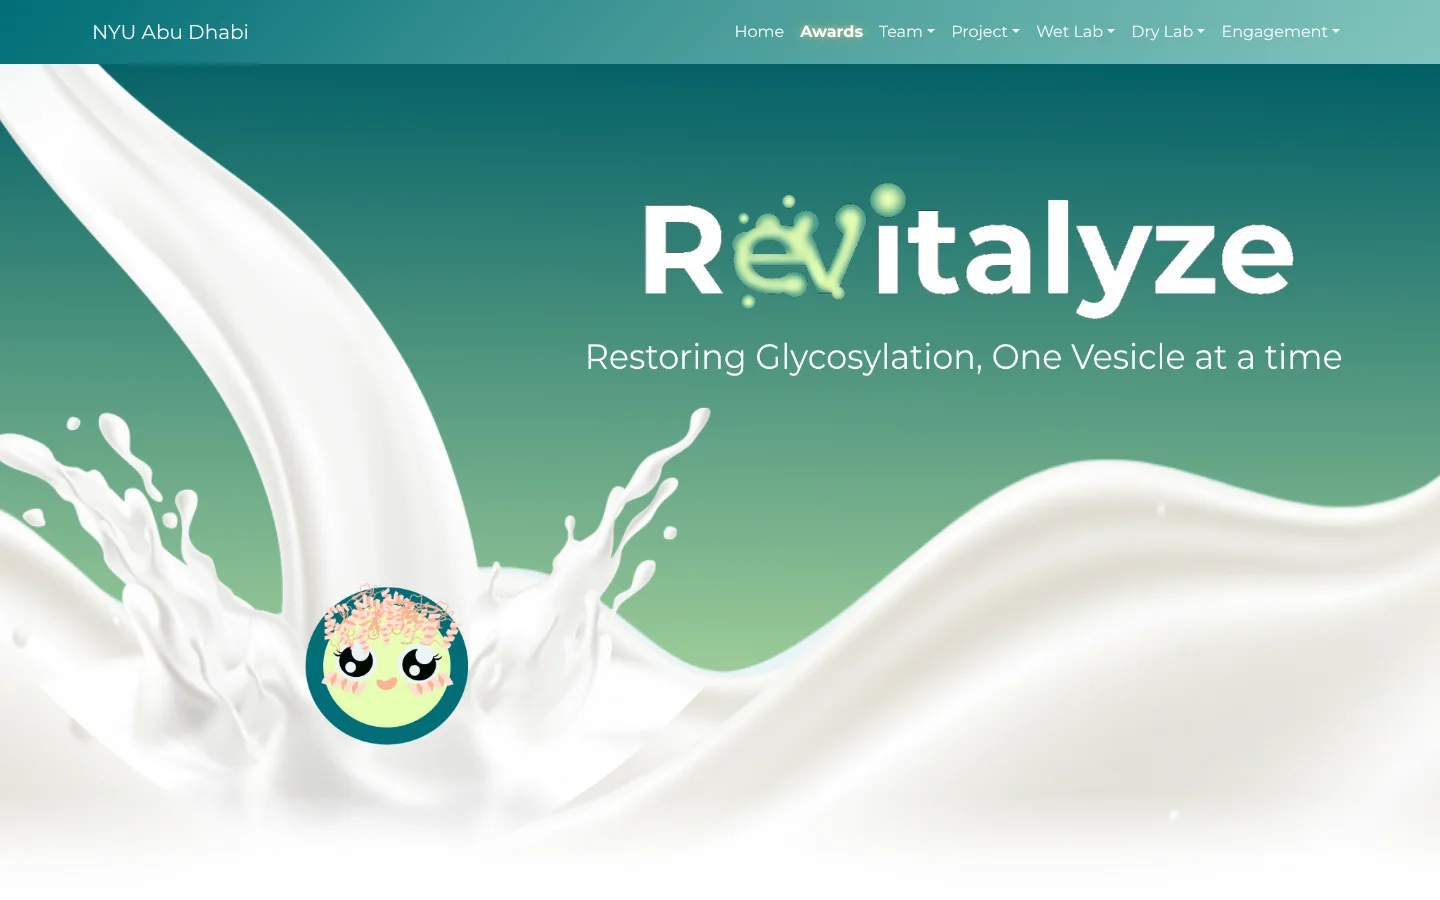 NYU Abu Dhabi
Home Awards Team Project Wet Lab Dry Lab Engagement
Revitalyze
Restoring Glycosylation, One Vesicle at a time